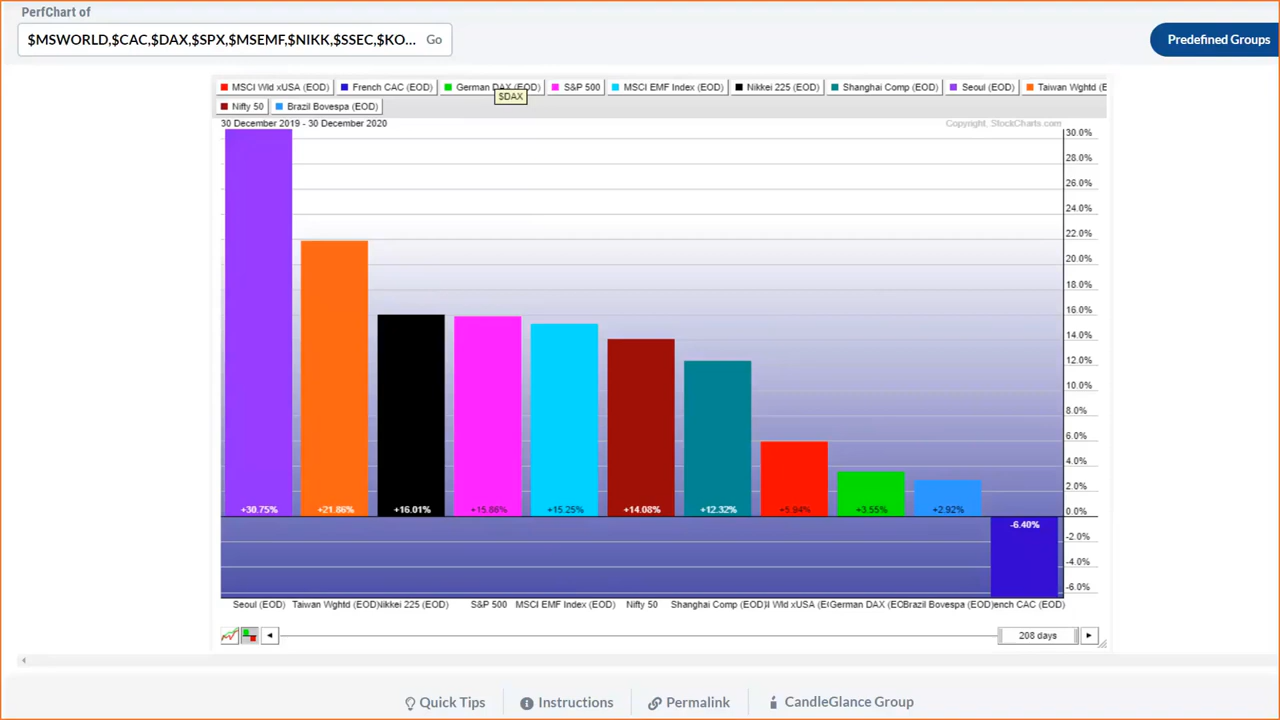 PerfChart of
$MSWORLD,$CAC,$DAX,$SPX,$MSEMF,$NIKK,$SSEC,$KO... Go
Predefined Groups
MSCI Wld xUSA (EOD) French CAC (EOD) German DAX (EOD) S&P 500 MSCI EMF Index (EOD) Nikkei 225 (EOD) Shanghai Comp (EOD) Seoul (EOD) Taiwan Wghtd (E
$DAX
Nifty 50 Brazil Bovespa (EOD)
30 December 2019 - 30 December 2020 Copyright, StockCharts.com
30.0%
28.0%
26.0%
24.0%
22.0%
20.0%
18.0%
16.0%
14.0%
12.0%
10.0%
8.0%
6.0%
4.0%
2.0%
0.0%
-2.0%
-4.0%
-6.0%
+30.75% +21.86% +16.01% +15.86% +15.25% +14.08% +12.32% +5.94% +3.55% +2.92%
-6.40%
Seoul (EOD) Taiwan Wghtd (EOD) Nikkei 225 (EOD) S&P 500 MSCI EMF Index (EOD) Nifty 50 Shanghai Comp (EOD) Wld xUSA (E German DAX (EO Brazil Bovespa (EOD) ench CAC (EOD)
208 days
Quick Tips Instructions Permalink CandleGlance Group